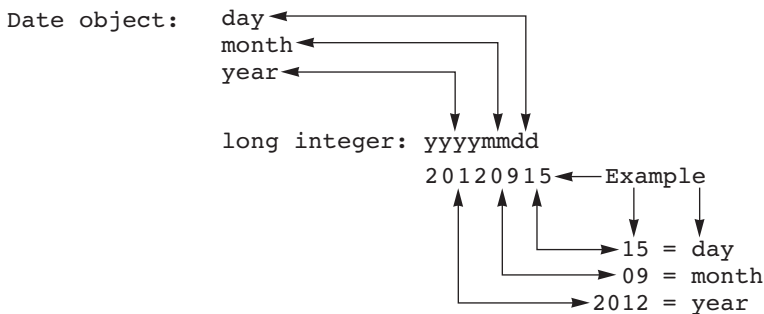 Date object: day
month
year
long integer: yyyymmdd
20120915 Example
15 = day
09 = month
2012 = year